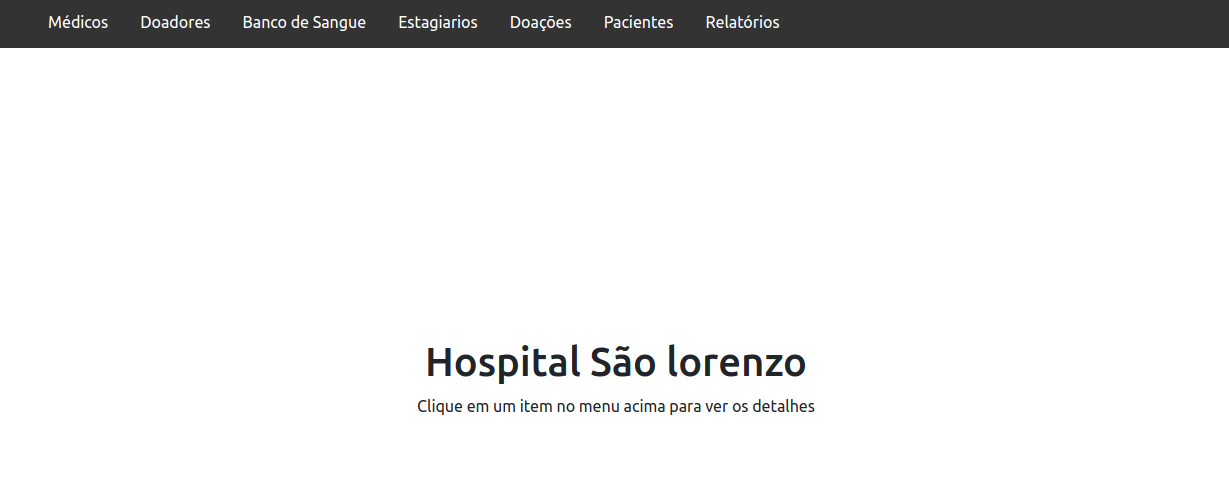 Médicos Doadores Banco de Sangue Estagiarios Doações Pacientes Relatórios
Hospital São lorenzo
Clique em um item no menu acima para ver os detalhes